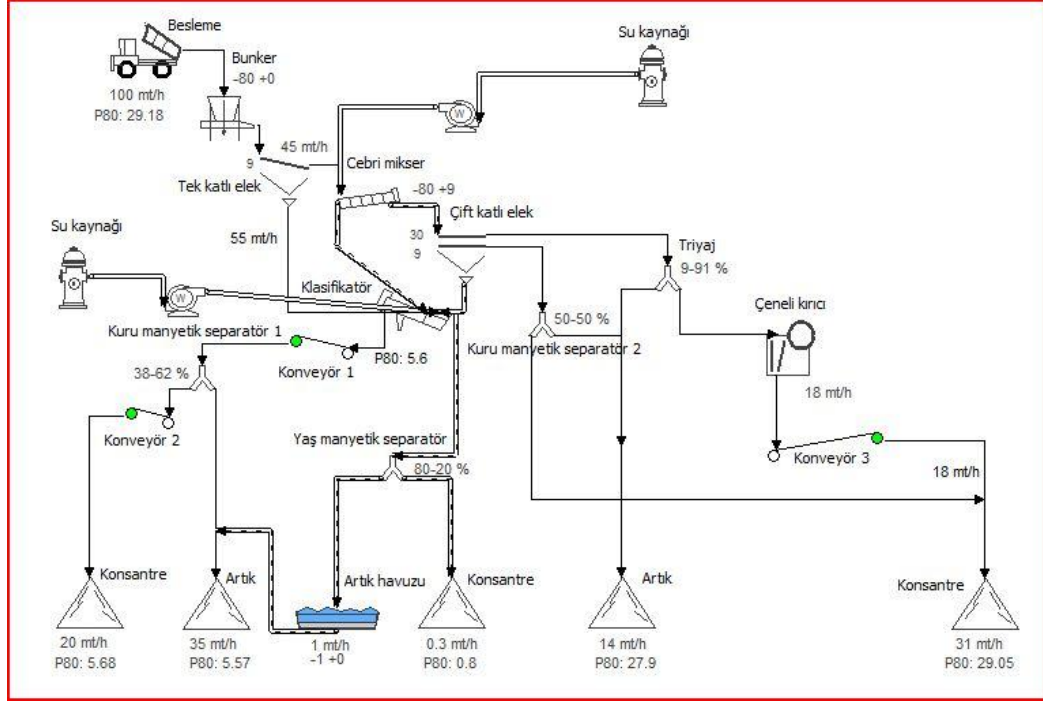 Besleme
Su kaynağı
Bunker
-80 +0
100 mt/h
P80: 29.18
W
45 mt/h
Cebri mikser
9
Tek katlı elek
-80 +9
Çift katlı elek
Su kaynağı
55 mt/h
30
9
Triyaj
9-91 %
Klasifikatör
W
Çeneli kırıcı
Kuru manyetik separatör 1
50-50 %
Kuru manyetik separatör 2
P80: 5.6
Konveyör 1
38-62 %
18 mt/h
Konveyör 2
Yaş manyetik separatör
80-20 %
Konveyör 3
18 mt/h
Konsantre
Artık
Artık havuzu
Konsantre
Artık
Konsantre
20 mt/h
P80: 5.68
35 mt/h
P80: 5.57
1 mt/h
-1 +0
0.3 mt/h
P80: 0.8
14 mt/h
P80: 27.9
31 mt/h
P80: 29.05